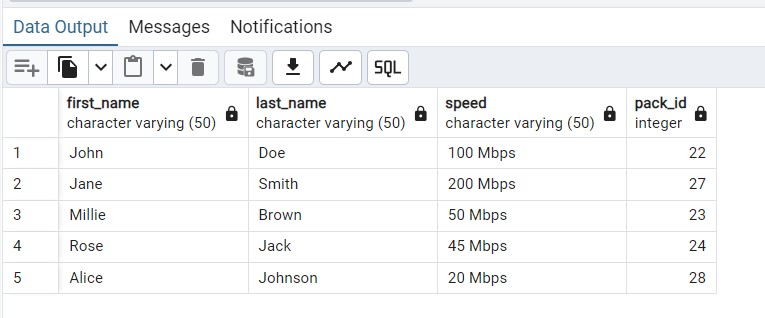 Data Output Messages Notifications
SQL
first_name last_name speed pack_id
character varying (50) character varying (50) character varying (50) integer
1 John Doe 100 Mbps 22
2 Jane Smith 200 Mbps 27
3 Millie Brown 50 Mbps 23
4 Rose Jack 45 Mbps 24
5 Alice Johnson 20 Mbps 28